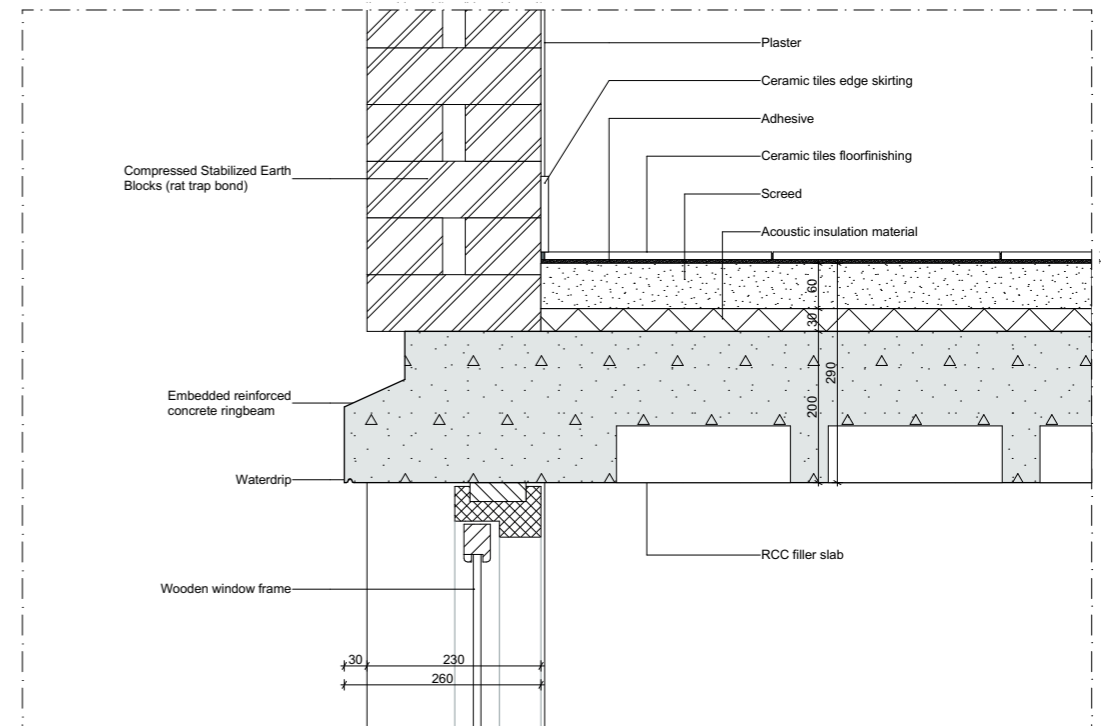 Plaster
Ceramic tiles edge skirting
Adhesive
Ceramic tiles floorfinishing
Compressed Stabilized Earth
Blocks (rat trap bond)
Screed
Acoustic insulation material
60
30
290
200
Embedded reinforced
concrete ringbeam
Waterdrip
RCC filler slab
Wooden window frame
30
230
260